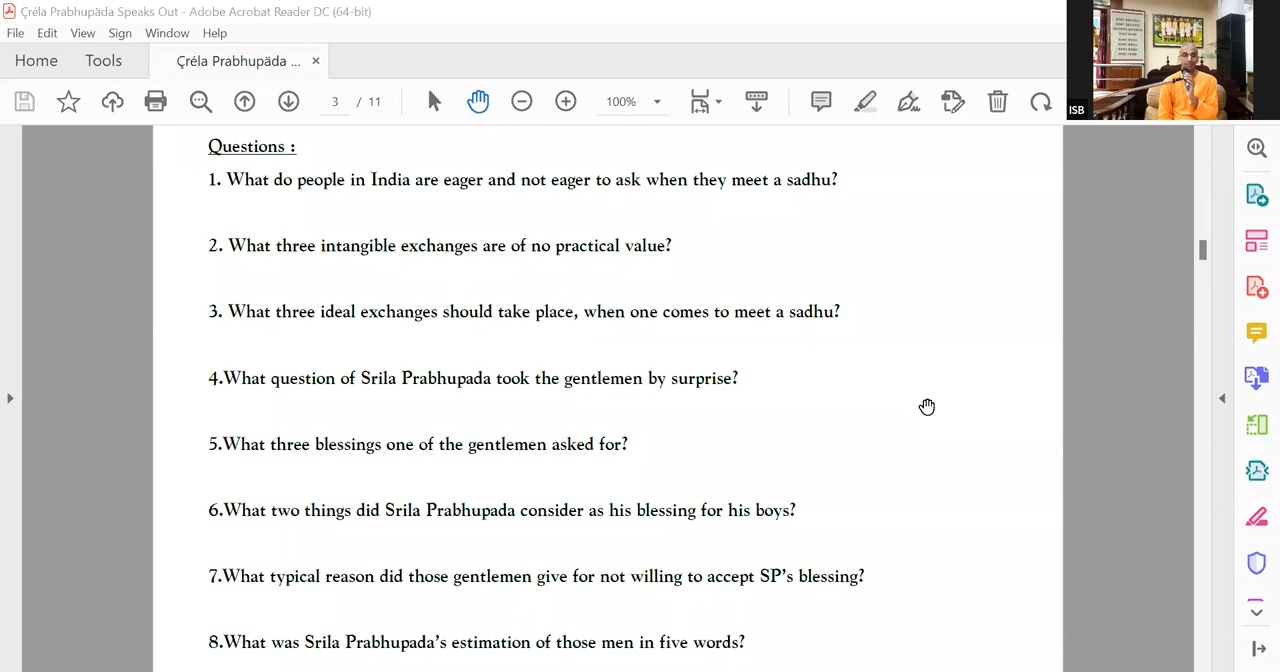 Çréla Prabhupäda Speaks Out - Adobe Acrobat Reader DC (64-bit)
File Edit View Sign Window Help
Home Tools Çréla Prabhupäda ... ×
3 / 11 100%
ISB
Questions :
1. What do people in India are eager and not eager to ask when they meet a sadhu?
2. What three intangible exchanges are of no practical value?
3. What three ideal exchanges should take place, when one comes to meet a sadhu?
4.What question of Srila Prabhupada took the gentlemen by surprise?
5.What three blessings one of the gentlemen asked for?
6.What two things did Srila Prabhupada consider as his blessing for his boys?
7.What typical reason did those gentlemen give for not willing to accept SP's blessing?
8.What was Srila Prabhupada's estimation of those men in five words?